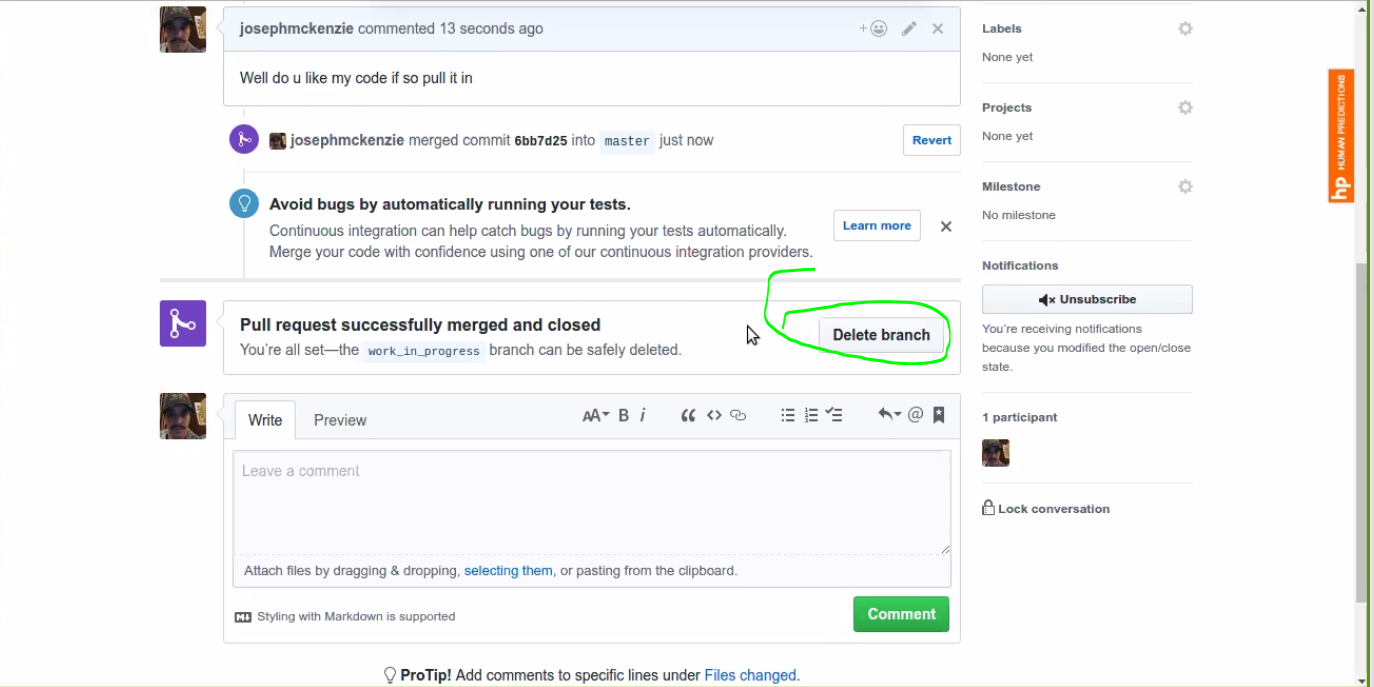 josephmckenzie commented 13 seconds ago
Well do u like my code if so pull it in
josephmckenzie merged commit 6bb7d25 into master just now
Revert
Avoid bugs by automatically running your tests.
Continuous integration can help catch bugs by running your tests automatically.
Merge your code with confidence using one of our continuous integration providers.
Learn more
Pull request successfully merged and closed
You're all set—the work_in_progress branch can be safely deleted.
Delete branch
Write Preview
AA B i
Leave a comment
Attach files by dragging & dropping, selecting them, or pasting from the clipboard.
Styling with Markdown is supported
Comment
ProTip! Add comments to specific lines under Files changed.
Labels
None yet
Projects
None yet
Milestone
No milestone
Notifications
Unsubscribe
You're receiving notifications
because you modified the open/close
state.
1 participant
Lock conversation
hp HUMAN PREDICTIONS